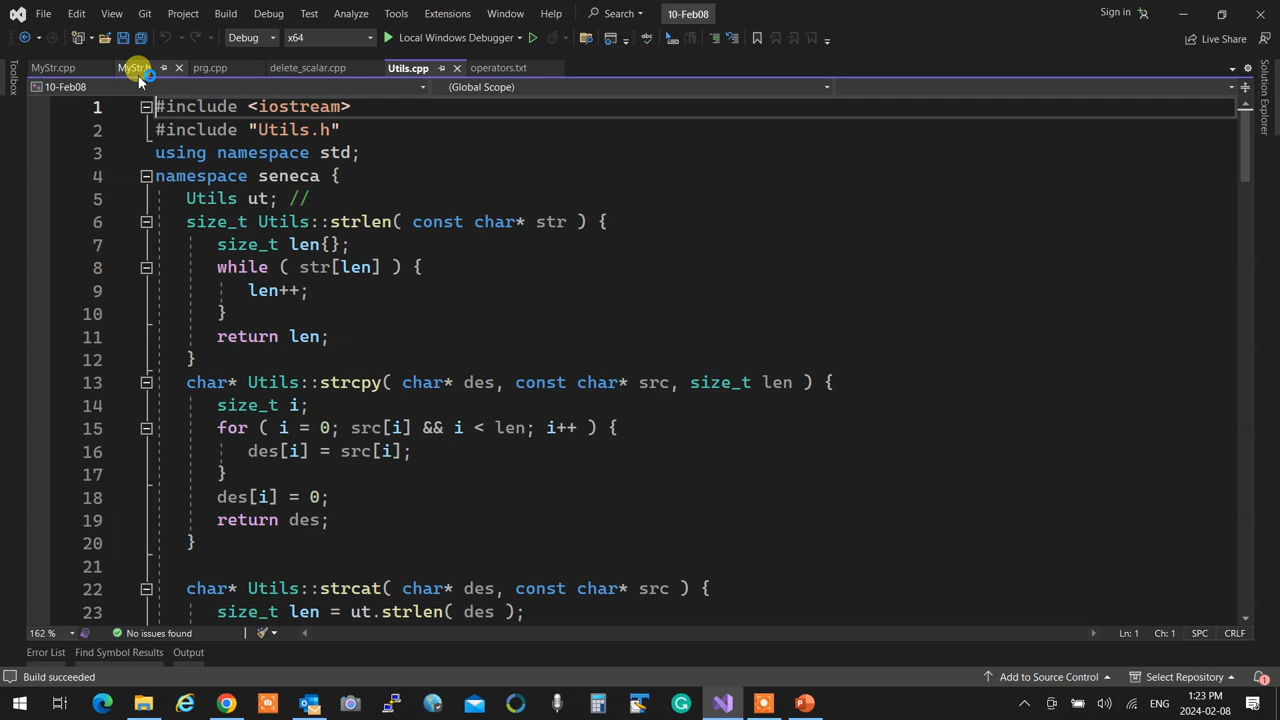 File Edit View Git Project Build Debug Test Analyze Tools Extensions Window Help Search 10-Feb08 Sign in
Debug x64 Local Windows Debugger Live Share
MyStr.cpp MyStr.h prg.cpp delete_scalar.cpp Utils.cpp operators.txt
10-Feb08 (Global Scope)
Toolbox
Solution Explorer
1 #include <iostream>
2 #include "Utils.h"
3 using namespace std;
4 namespace seneca {
5 Utils ut; //
6 size_t Utils::strlen( const char* str ) {
7 size_t len{};
8 while ( str[len] ) {
9 len++;
10 }
11 return len;
12 }
13 char* Utils::strcpy( char* des, const char* src, size_t len ) {
14 size_t i;
15 for ( i = 0; src[i] && i < len; i++ ) {
16 des[i] = src[i];
17 }
18 des[i] = 0;
19 return des;
20 }
21
22 char* Utils::strcat( char* des, const char* src ) {
23 size_t len = ut.strlen( des );
162 % No issues found Ln: 1 Ch: 1 SPC CRLF
Error List Find Symbol Results Output
Build succeeded Add to Source Control Select Repository 1
1:23 PM
ENG
2024-02-08